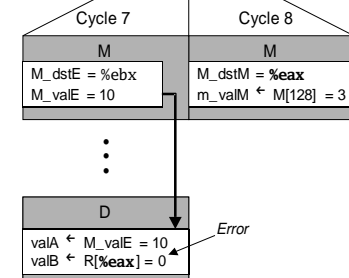 Cycle 7
Cycle 8
M
M_dstE = %ebx
M_valE = 10
M
M_dstM = %eax
m_valM ← M[128] = 3
D
valA ← M_valE = 10
valB ← R[%eax] = 0
Error